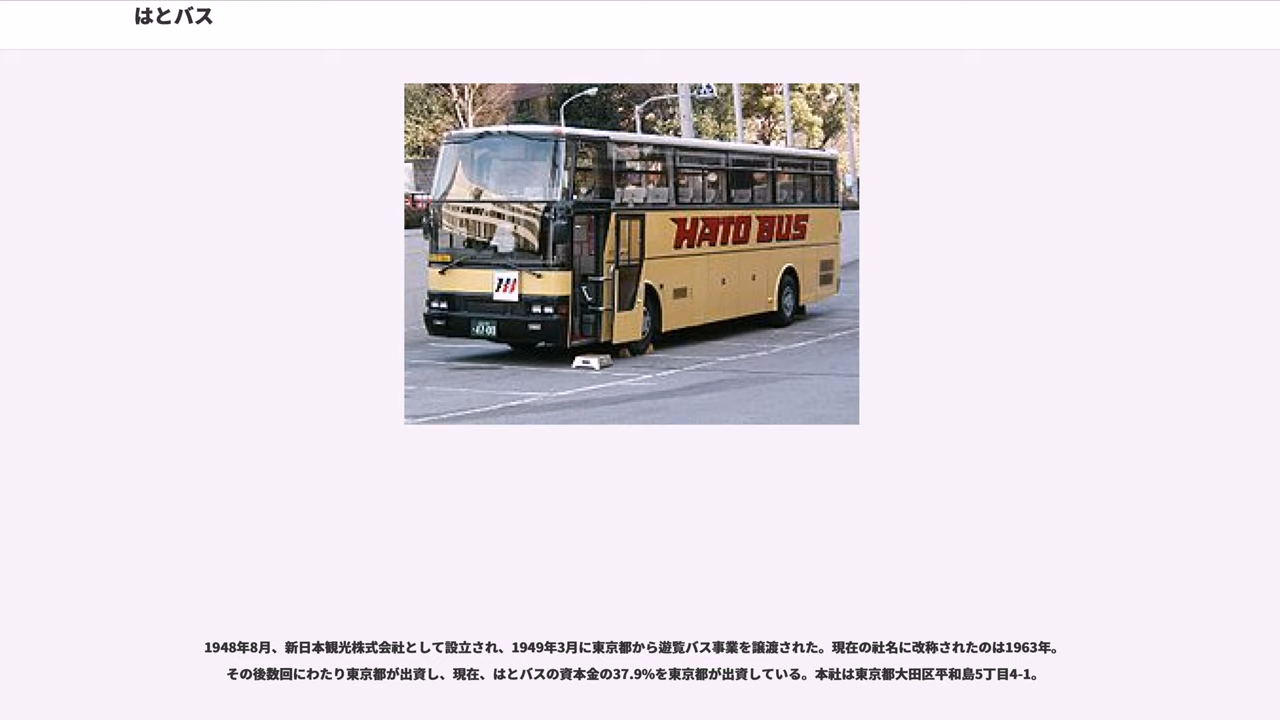 はとバス
HATO BUS
1948年8月、新日本観光株式会社として設立され、1949年3月に東京都から遊覧バス事業を譲渡された。現在の社名に改称されたのは1963年。
その後数回にわたり東京都が出資し、現在、はとバスの資本金の37.9%を東京都が出資している。本社は東京都大田区平和島5丁目4-1。